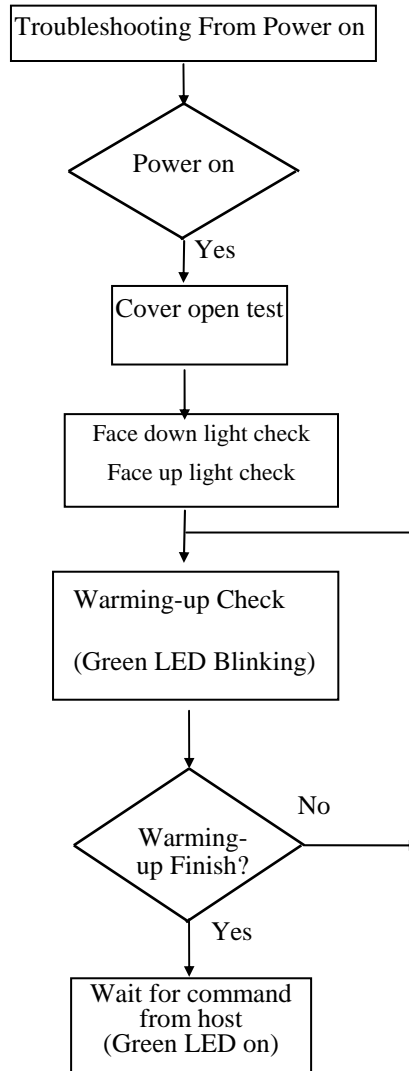 Troubleshooting From Power on
Power on
Yes
Cover open test
Face down light check
Face up light check
Warming-up Check
(Green LED Blinking)
No
Warming-
up Finish?
Yes
Wait for command
from host
(Green LED on)